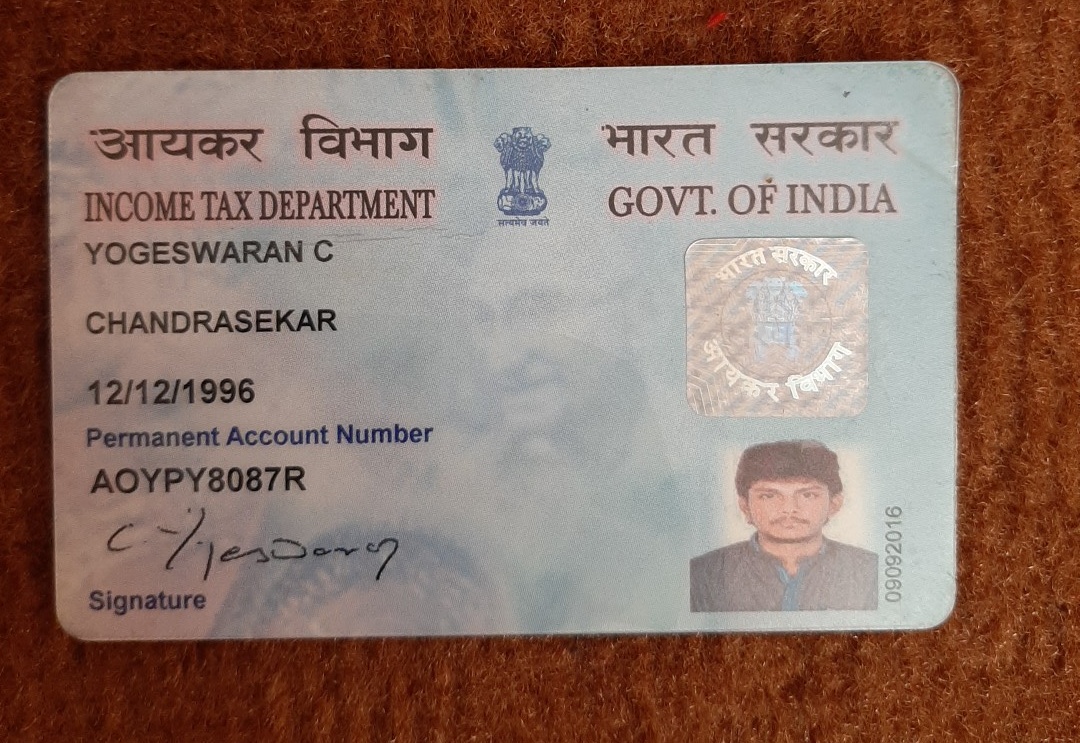 आयकर विभाग
भारत सरकार
INCOME TAX DEPARTMENT
GOVT. OF INDIA
सत्यमेव जयते
YOGESWARAN C
CHANDRASEKAR
12/12/1996
Permanent Account Number
AOYPY8087R
C. Yogeswaran
Signature
भारत सरकार
आयकर विभाग
09092016